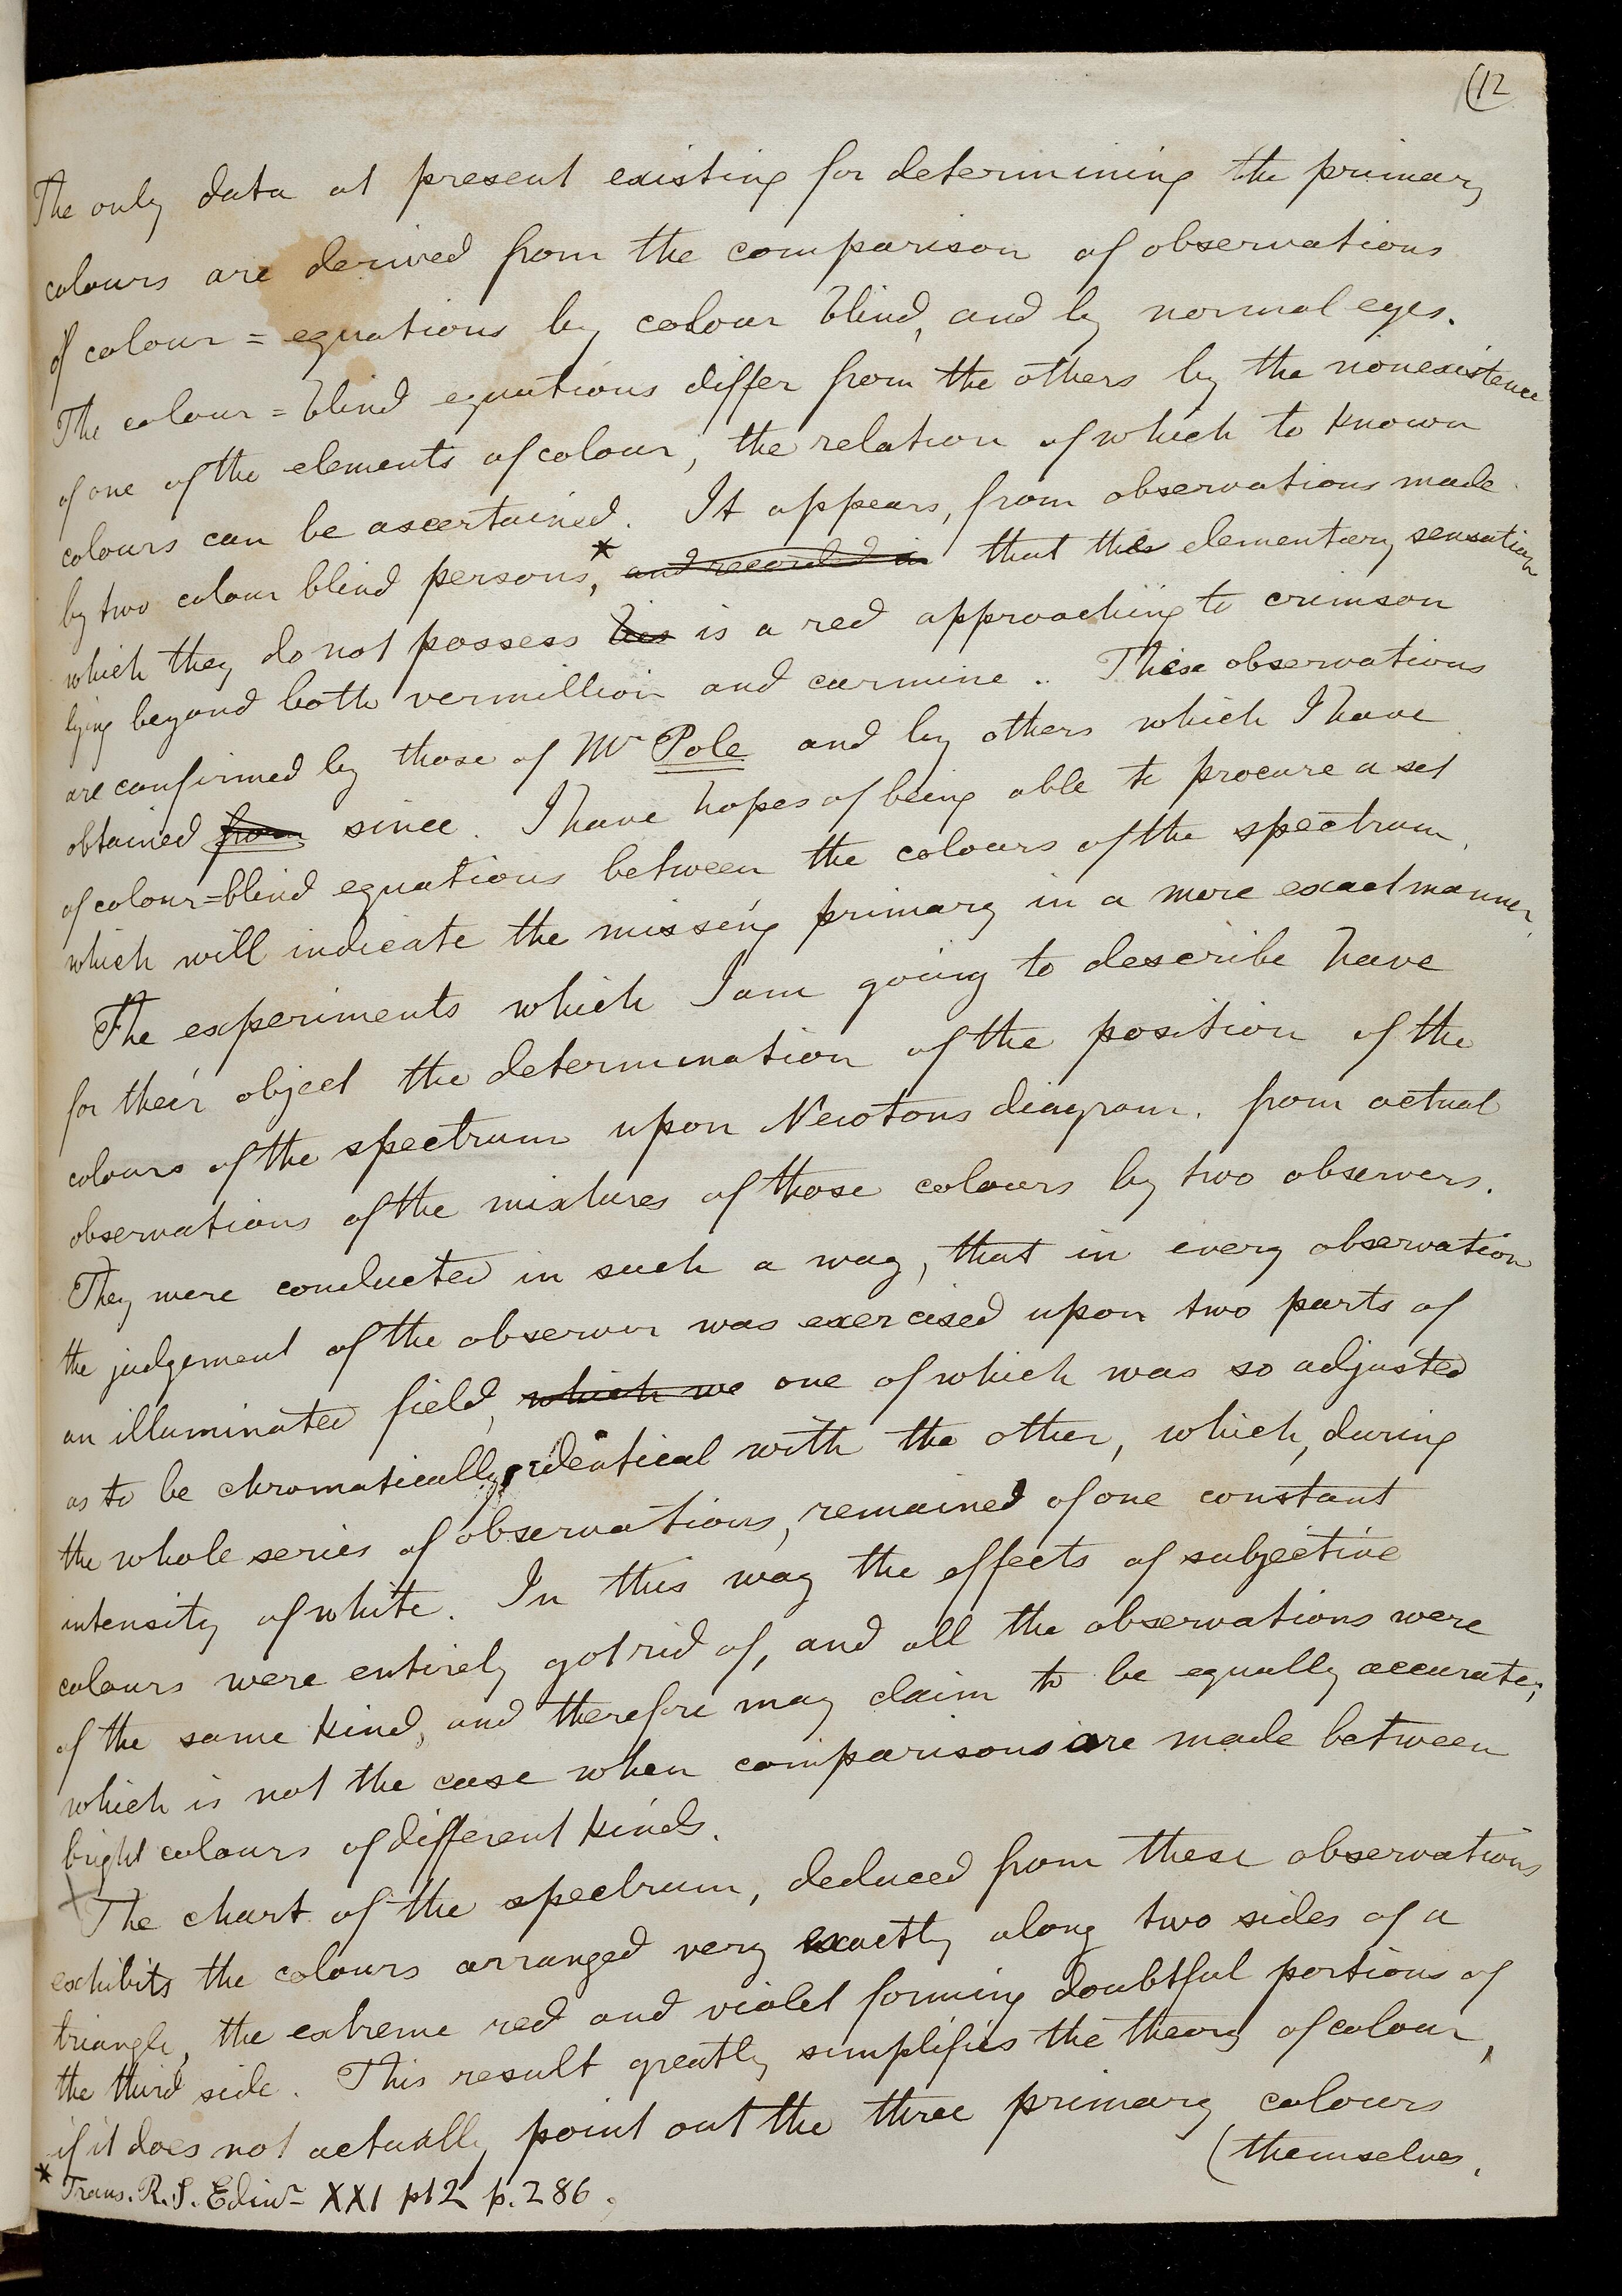 (12
The only data at present existing for determining the primary
colours are derived from the comparison of observations
of colour=equations by colour blind, and by normal eyes.
The colour=blind equations differ from the others by the nonexistence
of one of the elements of colour, the relation of which to known
colours can be ascertained. It appears, from observations made
by two colour blind persons,* and recorded in that the elementary sensation
which they do not possess lies is a red approaching to crimson
lying beyond both vermillion and carmine.. These observations
are confirmed by those of Mr Pole and by others which I have
obtained from since. I have hopes of being able to procure a set
of colour=blind equations between the colours of the spectrum,
which will indicate the missing primary in a more exact manner.
The experiments which I am going to describe have
for their object the determination of the position of the
colours of the spectrum upon Newtons diagram. from actual
observations of the mixtures of those colours by two observers.
They were conducted in such a way, that in every observation
the judgement of the observer was exercised upon two parts of
an illuminated field, which we one of which was so adjusted
as to be chromatically identical with the other, which, during
the whole series of observations, remained of one constant
intensity of white. In this way the effects of subjective
colours were entirely got rid of, and all the observations were
of the same kind, and therefore may claim to be equally accurate;
which is not the case when comparisons are made between
bright colours of different kinds.
The chart of the spectrum, deduced from these observations
exhibits the colours arranged very exactly along two sides of a
triangle, the extreme red and violet forming doubtful portions of
the third side. This result greatly simplifies the theory of colour,
if it does not actually point out the three primary colours
(themselves.
* Trans. R. S. Edinr XXI pt 2 p. 286.